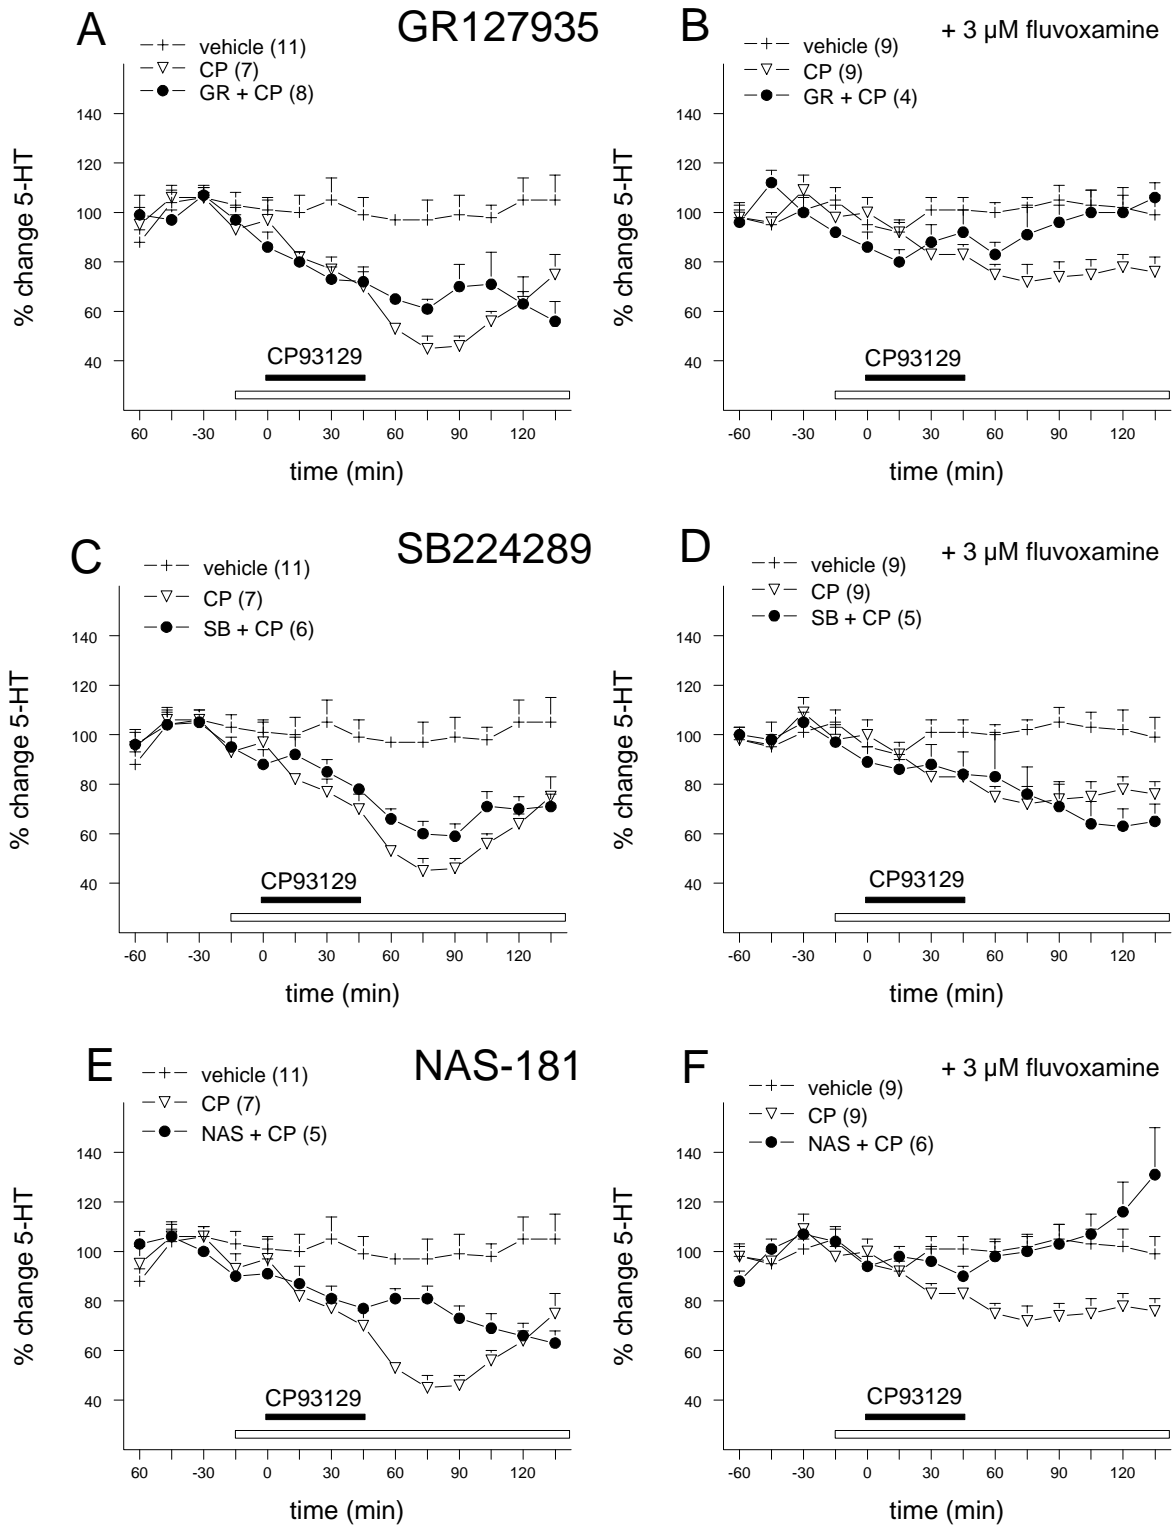 A
GR127935
vehicle (11)
CP (7)
GR + CP (8)
% change 5-HT
140
120
100
80
60
40
CP93129
60
-30
0
30
60
90
120
time (min)
B
+ 3 µM fluvoxamine
vehicle (9)
CP (9)
GR + CP (4)
% change 5-HT
140
120
100
80
60
40
CP93129
-60
-30
0
30
60
90
120
time (min)
C
SB224289
vehicle (11)
CP (7)
SB + CP (6)
% change 5-HT
140
120
100
80
60
40
CP93129
-60
-30
0
30
60
90
120
time (min)
D
+ 3 µM fluvoxamine
vehicle (9)
CP (9)
SB + CP (5)
% change 5-HT
140
120
100
80
60
40
CP93129
-60
-30
0
30
60
90
120
time (min)
E
NAS-181
vehicle (11)
CP (7)
NAS + CP (5)
% change 5-HT
140
120
100
80
60
40
CP93129
60
-30
0
30
60
90
120
time (min)
F
+ 3 µM fluvoxamine
vehicle (9)
CP (9)
NAS + CP (6)
% change 5-HT
140
120
100
80
60
40
CP93129
-60
-30
0
30
60
90
120
time (min)